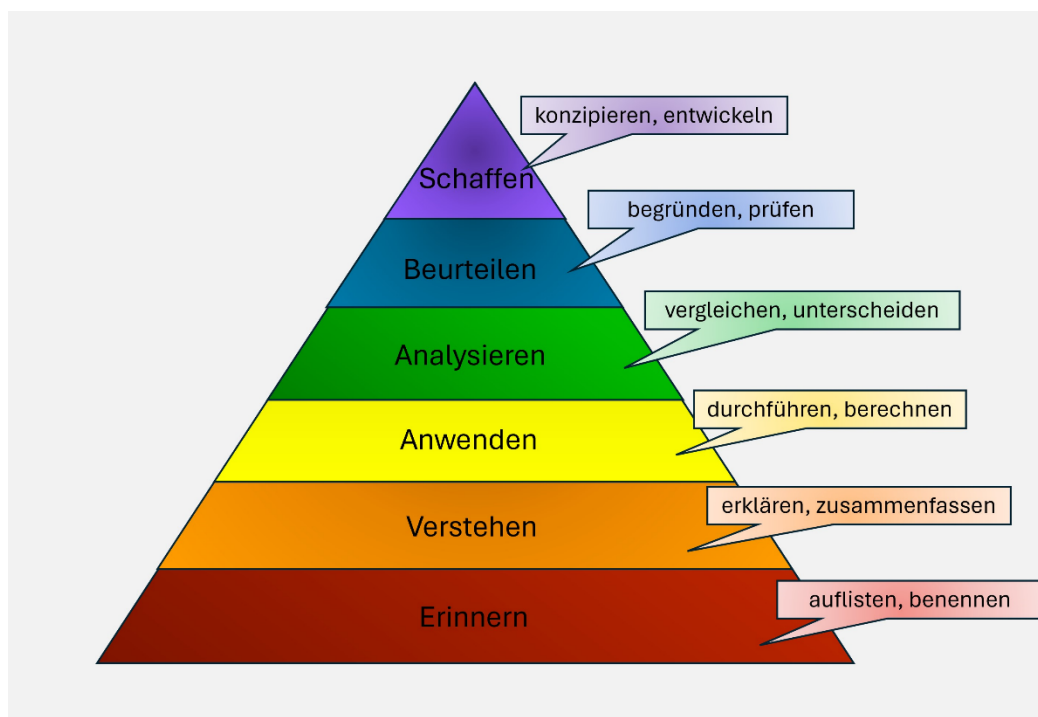 konzipieren, entwickeln
Schaffen
begründen, prüfen
Beurteilen
vergleichen, unterscheiden
Analysieren
durchführen, berechnen
Anwenden
erklären, zusammenfassen
Verstehen
auflisten, benennen
Erinnern